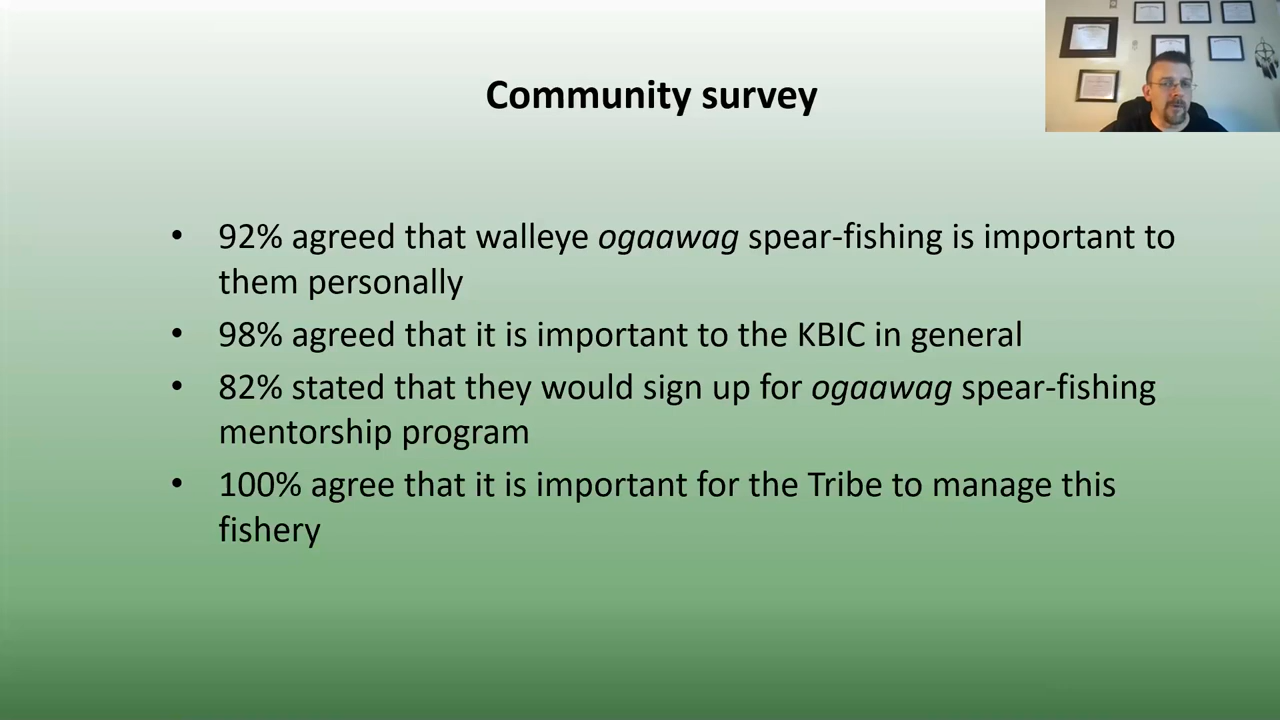 Community survey
• 92% agreed that walleye ogaawag spear-fishing is important to
them personally
• 98% agreed that it is important to the KBIC in general
• 82% stated that they would sign up for ogaawag spear-fishing
mentorship program
• 100% agree that it is important for the Tribe to manage this
fishery